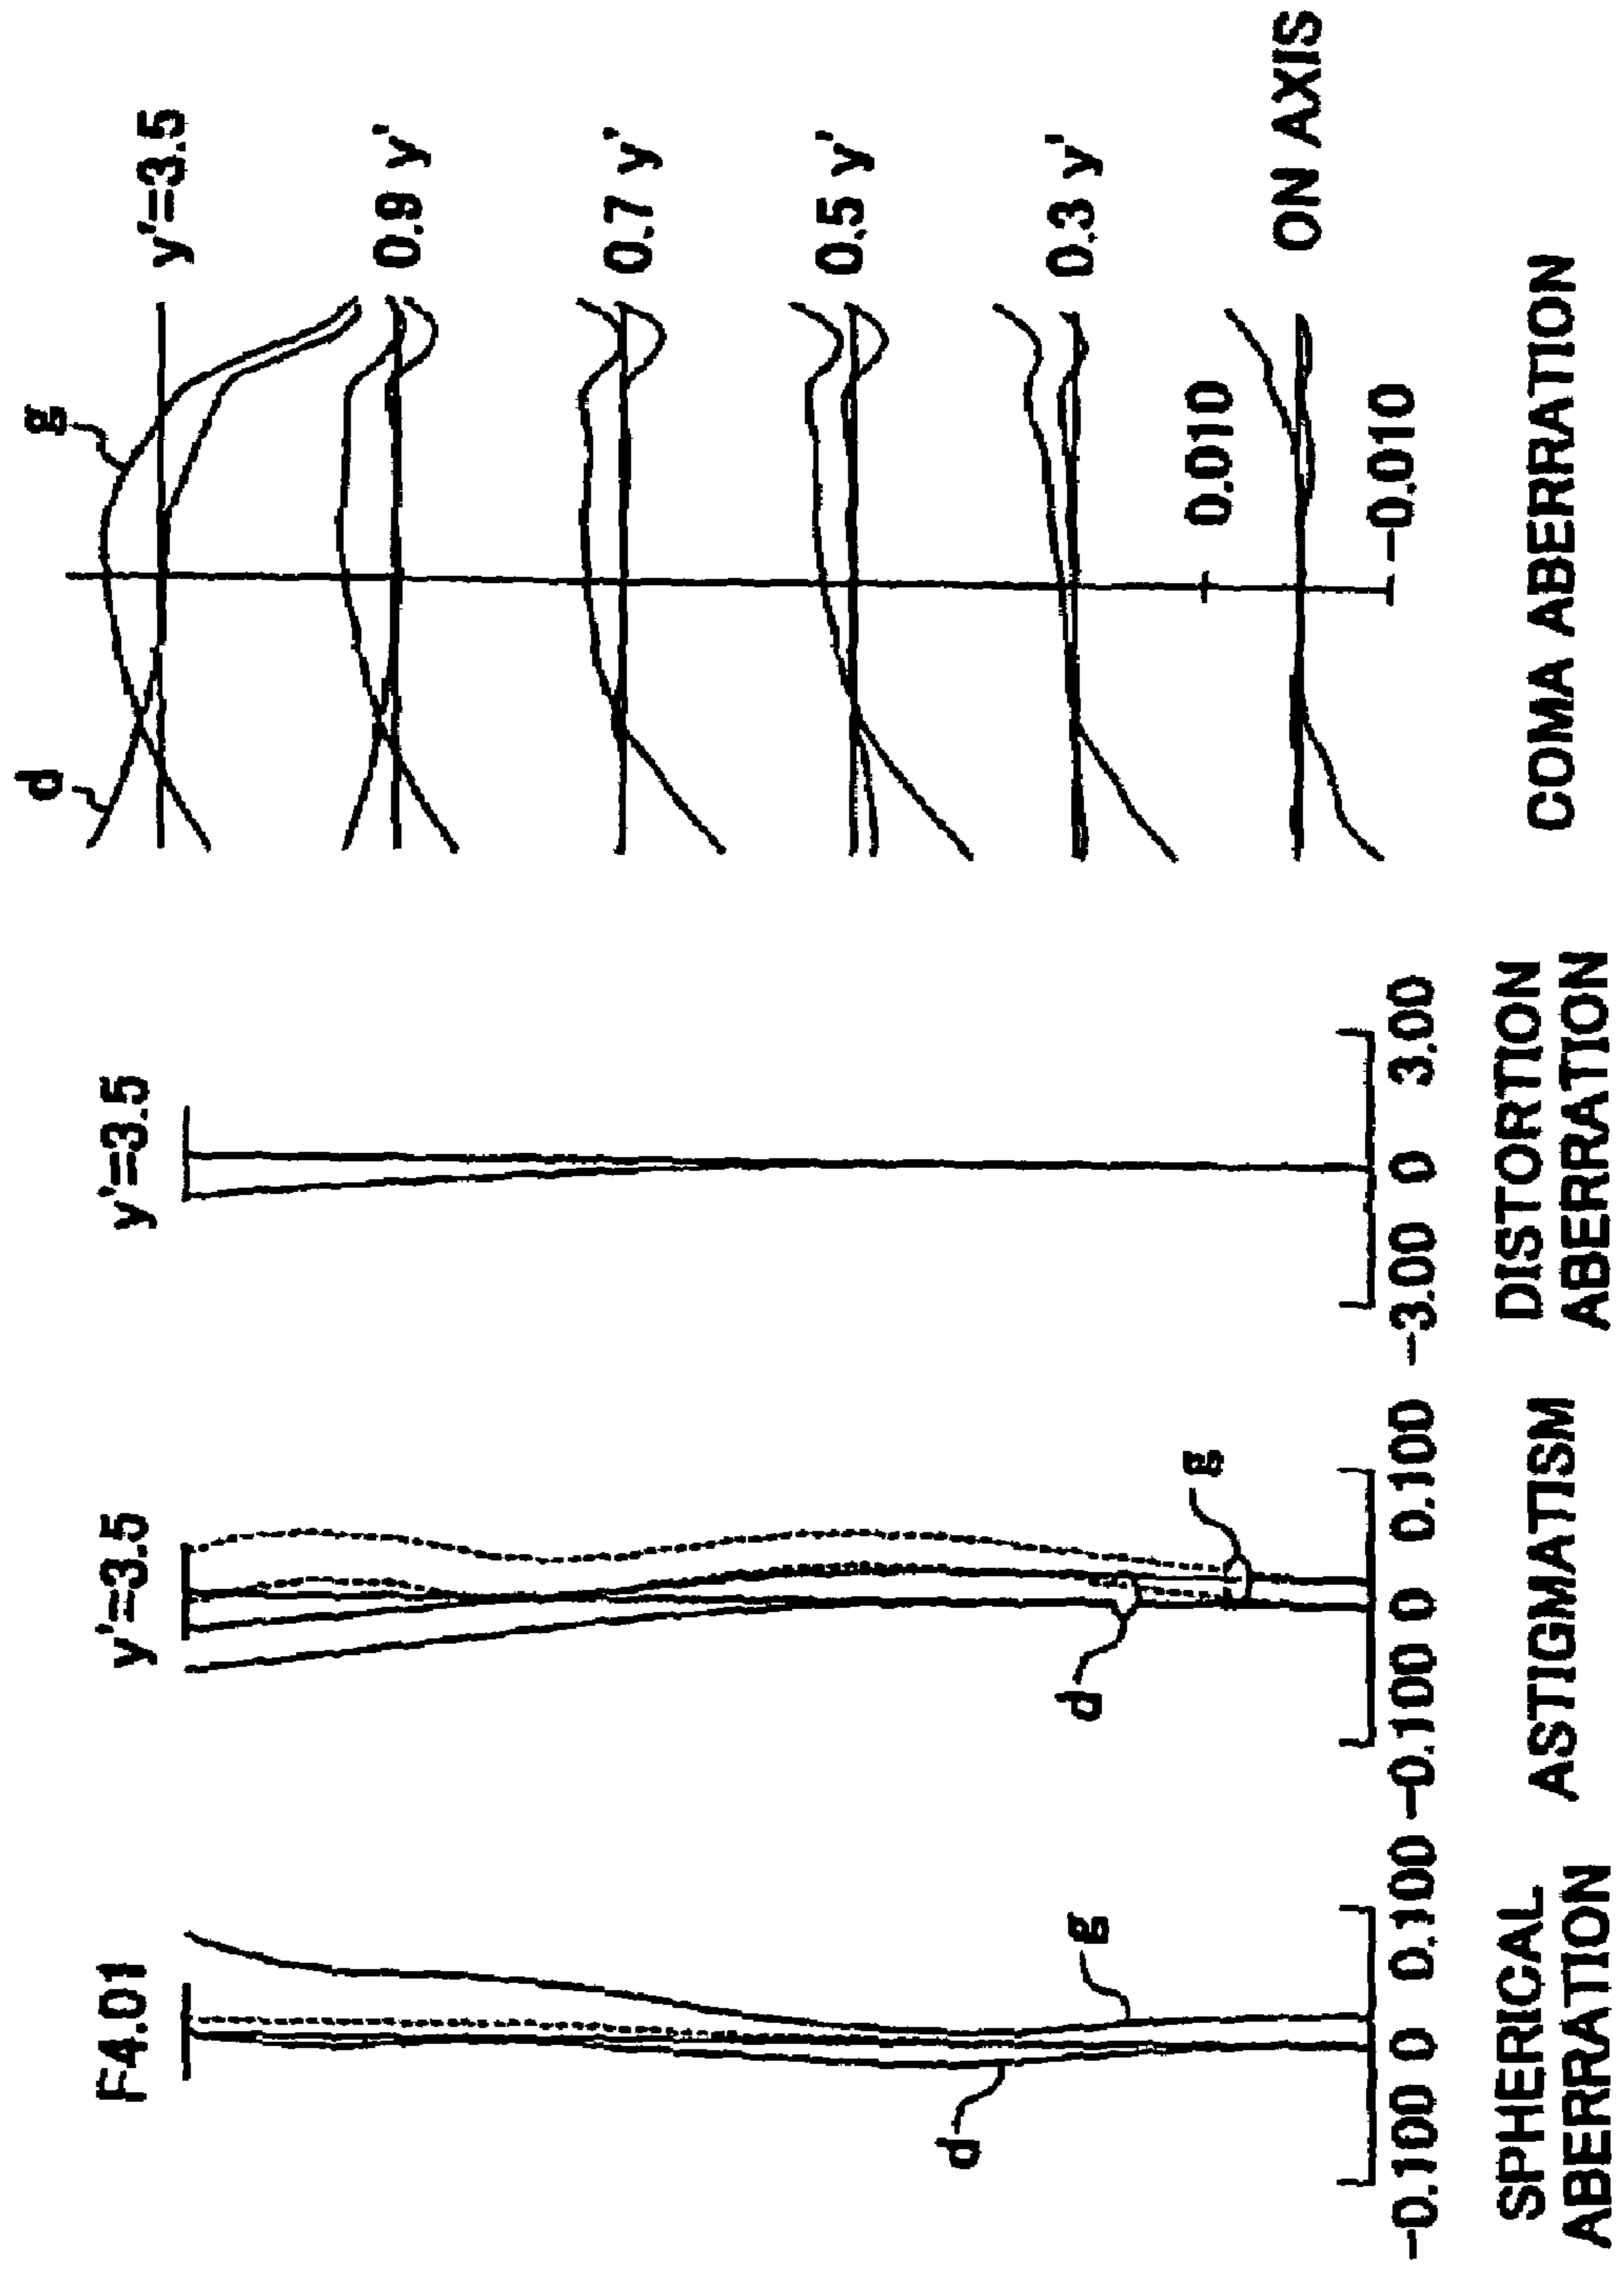 F4.01
g
d
-0.100 0 0.100
SPHERICAL
ABERRATION
y'=3.5
g
d
-0.100 0 0.100
ASTIGMATISM
y'=3.5
-3.00 0 3.00
DISTORTION
ABERRATION
d
g
y'=3.5
0.9 y'
0.7 y'
0.5 y'
0.3 y'
0.010
ON AXIS
-0.010
COMA ABERRATION